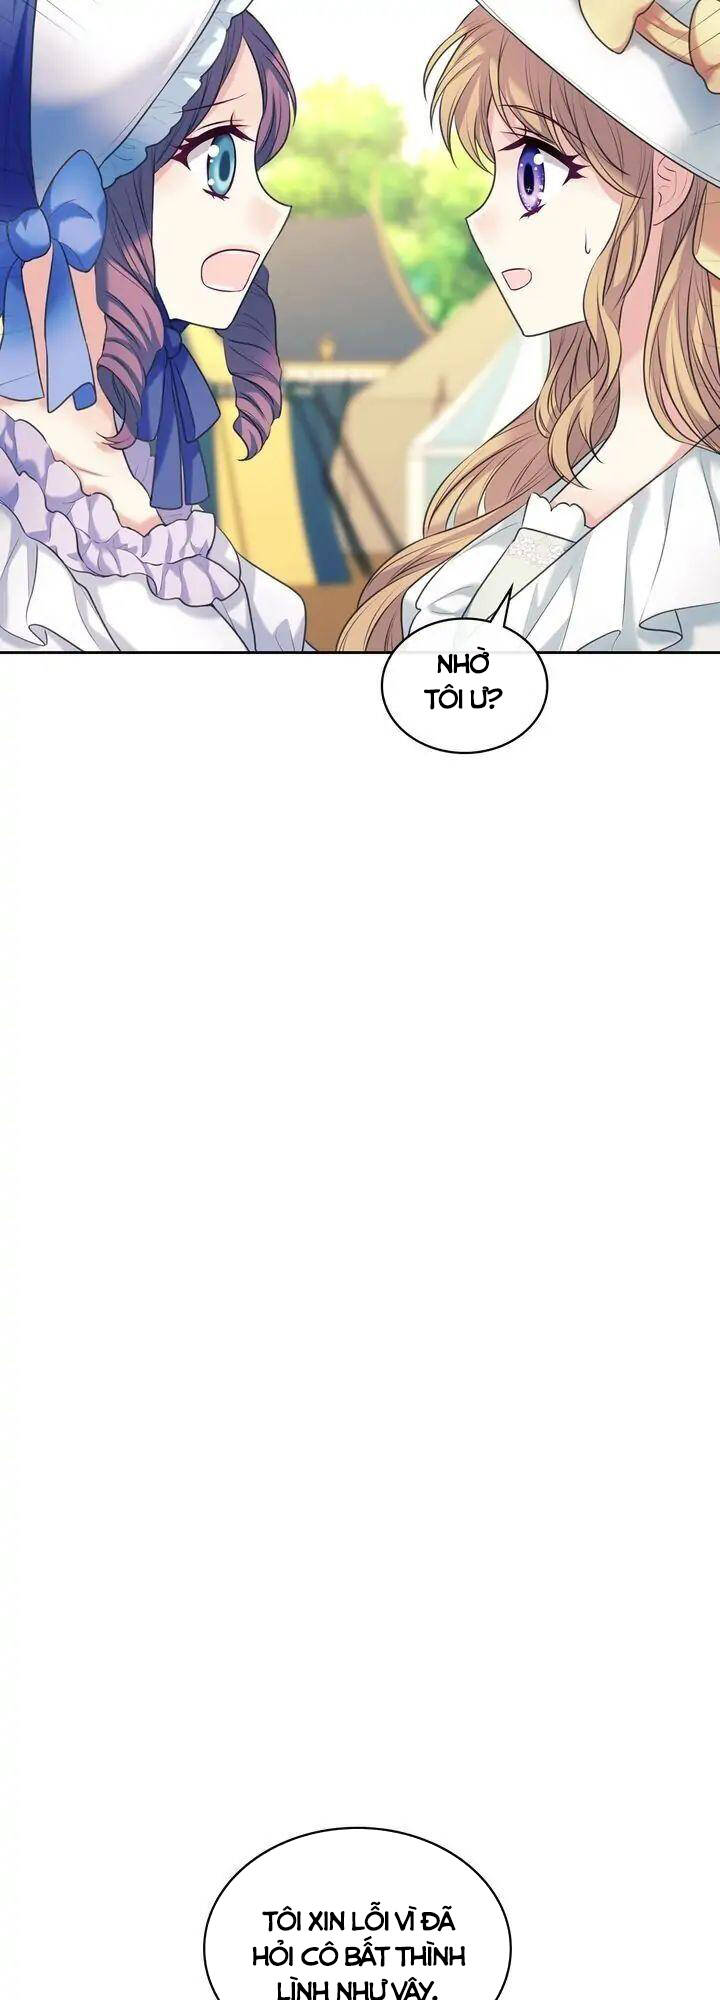 NHỜ
TÔI Ư?
TÔI XIN LỖI VÌ ĐÃ
HỎI CÔ BẤT THÌNH
LÌNH NHƯ VẬY.